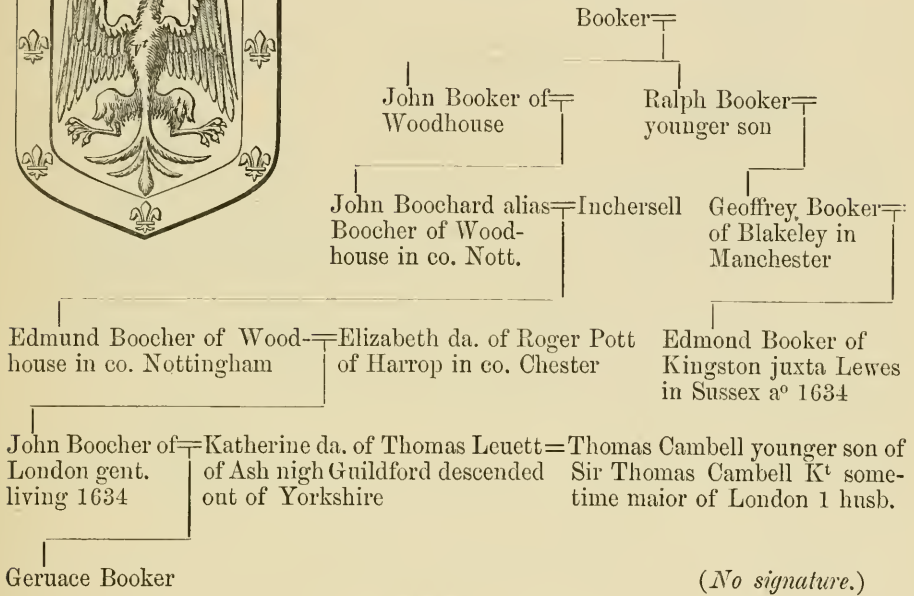 Booker
John Booker of
Woodhouse
Ralph Booker
younger son
John Boochard alias
Boocher of Wood-
house in co. Nott.
Inchersell
Geoffrey Booker
of Blakeley in
Manchester
Edmund Boocher of Wood-
house in co. Nottingham
Elizabeth da. of Roger Pott
of Harrop in co. Chester
Edmond Booker of
Kingston juxta Lewes
in Sussex aº 1634
John Boocher of
London gent.
living 1634
Katherine da. of Thomas Leuett
of Ash nigh Guildford descended
out of Yorkshire
Thomas Cambell younger son of
Sir Thomas Cambell Kᵗ some-
time maior of London 1 husb.
Geruace Booker
(No signature.)